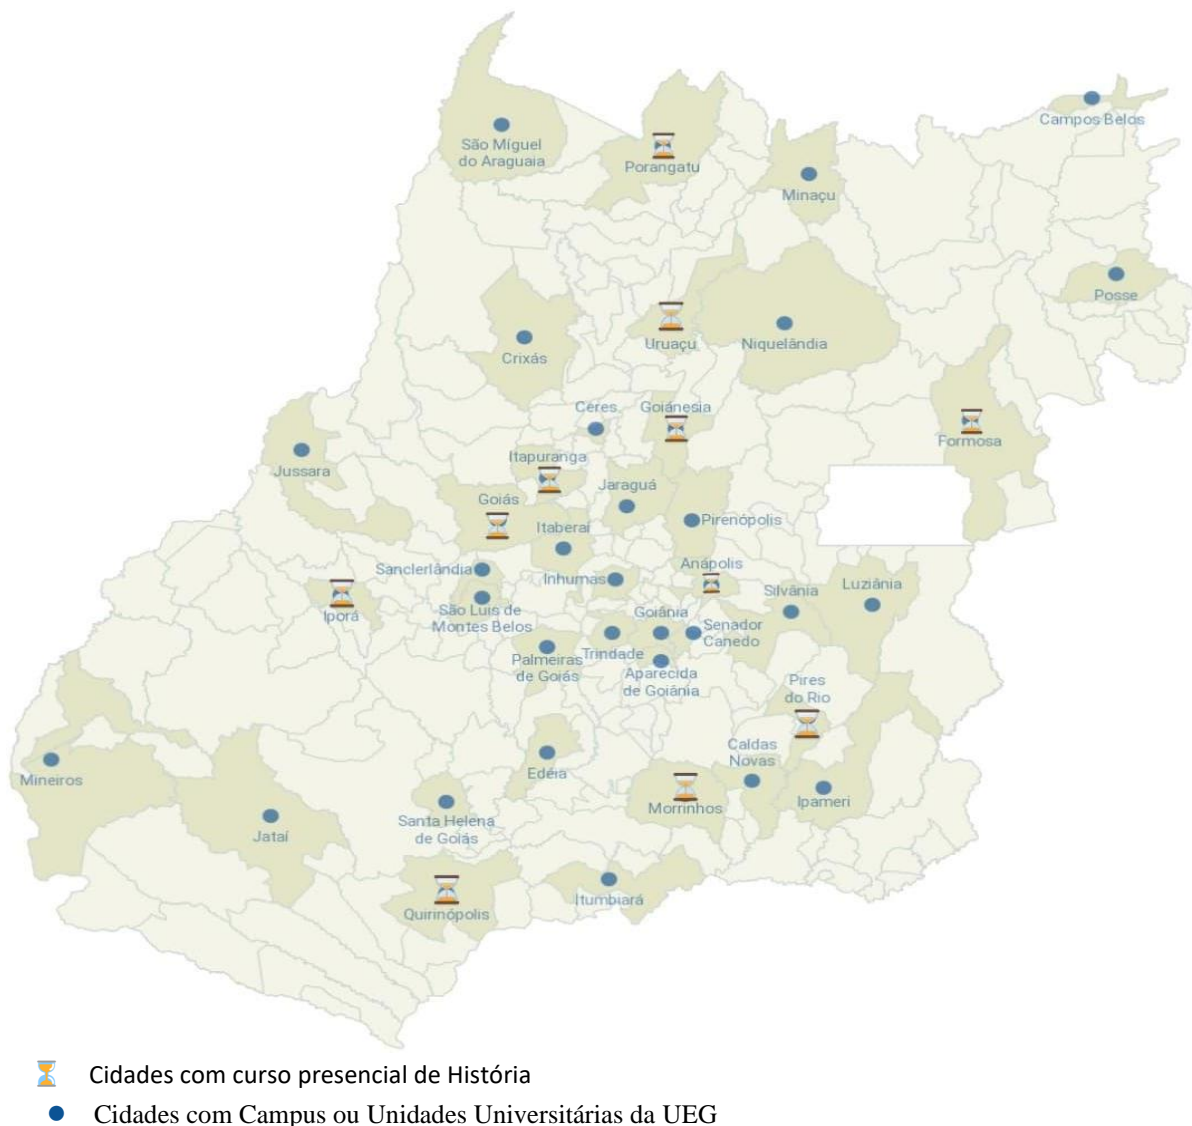 Campos Belos
São Miguel
do Araguaia
Porangatu
Minaçu
Posse
Uruaçu
Niquelândia
Crixás
Ceres
Goianésia
Formosa
Jussara
Itapuranga
Jaraguá
Goiás
Itaberaí
Pirenópolis
Sanclerlândia
Inhumas
Anápolis
Silvânia
Luziânia
Iporá
São Luis de
Montes Belos
Goiânia
Senador
Canedo
Palmeiras
de Goiás
Trindade
Aparecida
de Goiânia
Pires
do Rio
Caldas
Novas
Mineiros
Edéia
Morrinhos
Ipameri
Jataí
Santa Helena
de Goiás
Quirinópolis
Itumbiará
Cidades com curso presencial de História
Cidades com Campus ou Unidades Universitárias da UEG